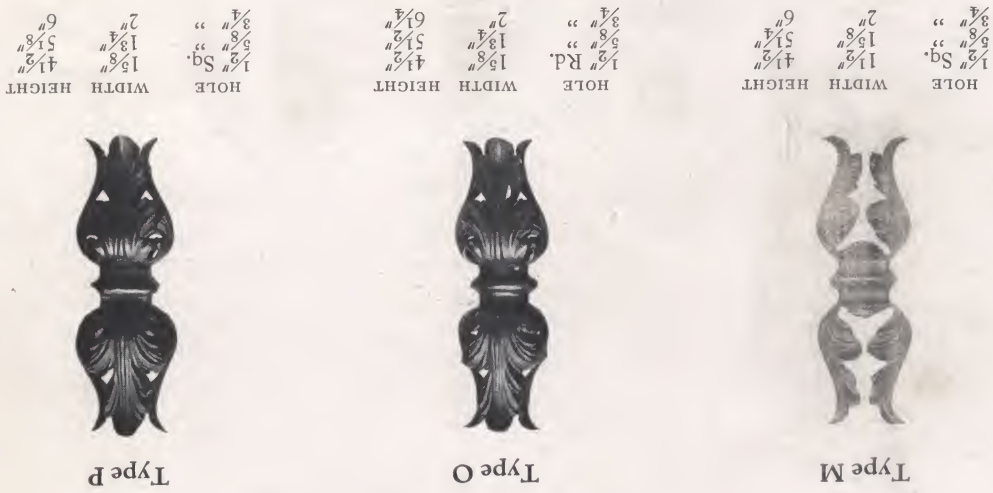 Type M
Type O
Type P
HOLE WIDTH HEIGHT
1/2" Sq. 1 1/2" 4 1/2"
5/8" " 1 5/8" 5 1/4"
3/4" " 2" 6"
HOLE WIDTH HEIGHT
1/2" Rd. 1 5/8" 4 1/2"
5/8" " 1 3/4" 5 1/2"
3/4" " 2" 6 1/4"
HOLE WIDTH HEIGHT
1/2" Sq. 1 5/8" 4 1/2"
5/8" " 1 3/4" 5 1/8"
3/4" " 2" 6"